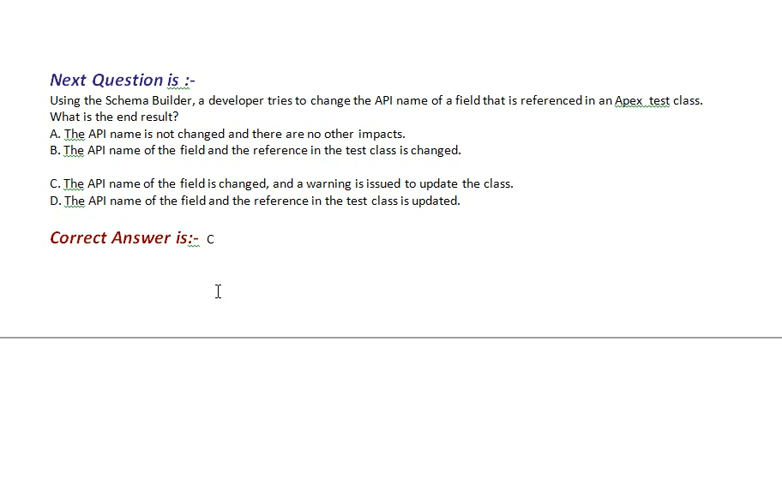 Next Question is :-
Using the Schema Builder, a developer tries to change the API name of a field that is referenced in an Apex test class.
What is the end result?
A. The API name is not changed and there are no other impacts.
B. The API name of the field and the reference in the test class is changed.
C. The API name of the field is changed, and a warning is issued to update the class.
D. The API name of the field and the reference in the test class is updated.
Correct Answer is:- C